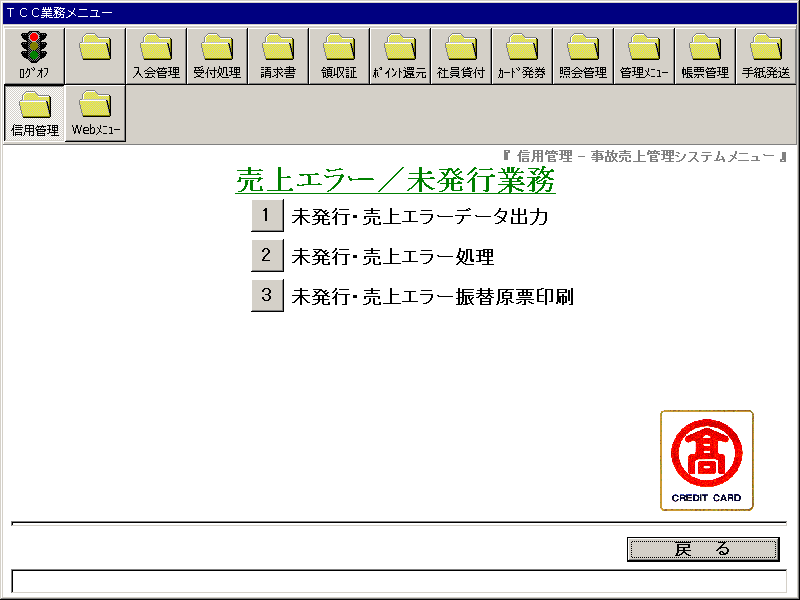 ＴＣＣ業務メニュー
ﾛｸﾞｵﾌ
入会管理
受付処理
請求書
領収証
ﾎﾟｲﾝﾄ還元
社員貸付
ｶｰﾄﾞ発券
照会管理
管理ﾒﾆｭｰ
帳票管理
手紙発送
信用管理
Webﾒﾆｭｰ
『 信用管理 − 事故売上管理システムメニュー 』
売上エラー／未発行業務
1 未発行・売上エラーデータ出力
2 未発行・売上エラー処理
3 未発行・売上エラー振替原票印刷
髙
CREDIT CARD
戻　る